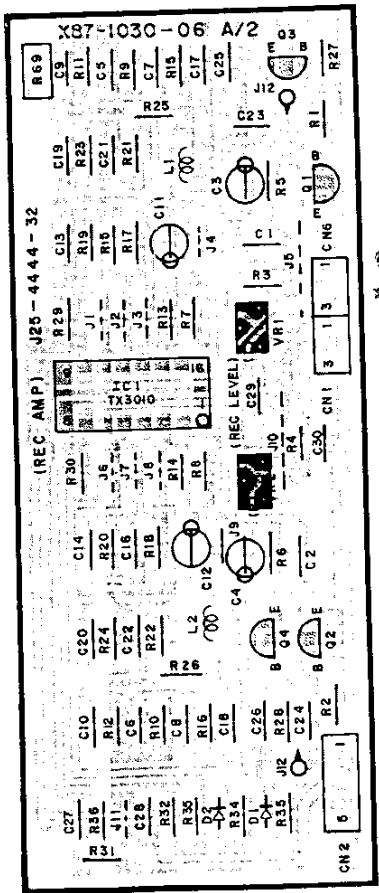 X87-1030-06 A/2
R69
C9
R11
C5
R9
C7
R15
C17
C25
E
B
Q3
R27
J12
R25
C23
R1
C19
R23
C21
R21
L1
C3
R5
B
Q1
E
J25-4444-32
C13
R19
R15
R17
C11
J4
C1
J5
CN6
R29
J1
J2
J3
R13
R7
R3
VR1
1
3
(REC AMP)
IC1
TX3010
16
(REC LEVEL)
C29
1
3
CN1
R30
J6
J7
J8
R14
R8
J10
R4
C30
C14
R20
C16
R18
C12
J9
C4
R6
C2
C20
R24
C22
R22
L2
R26
E
B
Q4
E
B
Q2
C10
R12
C6
R10
C8
R16
C18
C26
R28
C24
R2
J12
C27
R36
J11
C28
R32
R35
D2
R34
D1
R35
1
5
CN2
R31